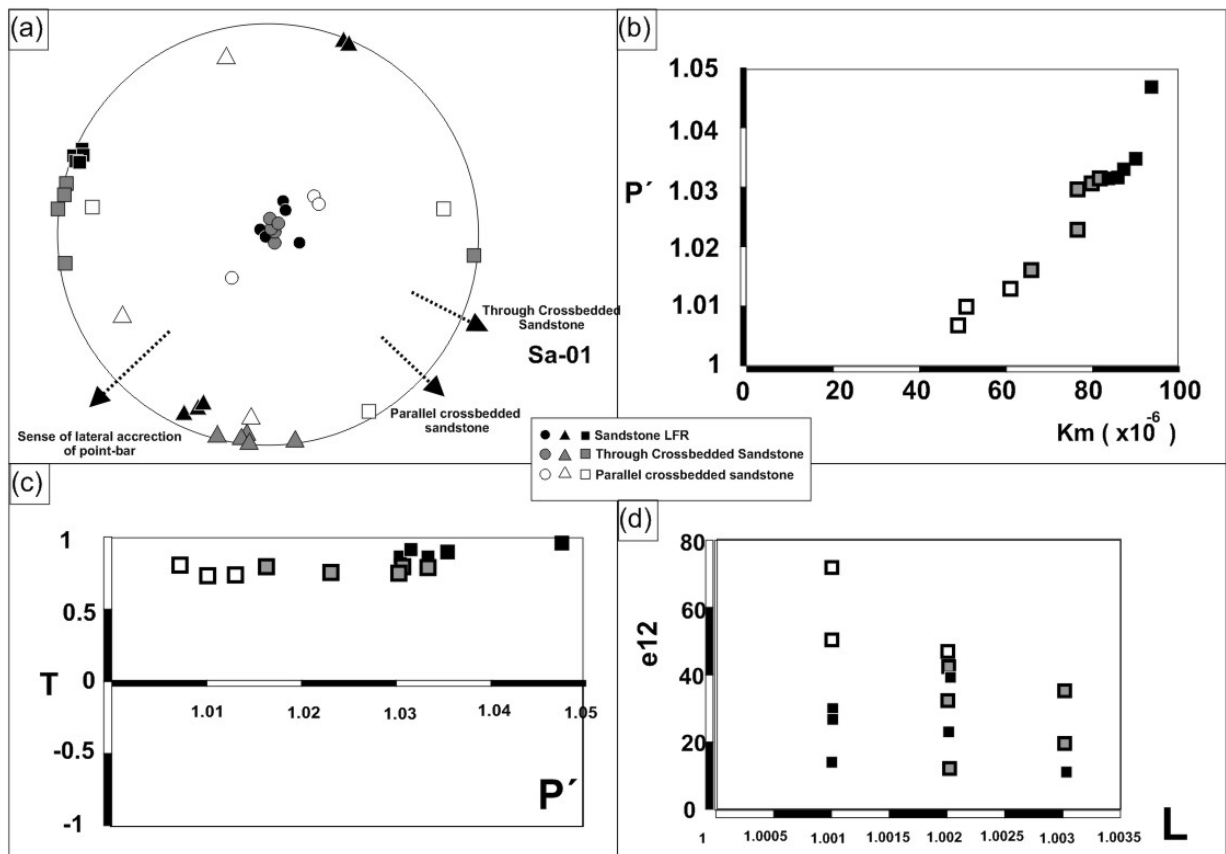 (a)
Through Crossbedded
Sandstone
Sa-01
Parallel crossbedded
sandstone
Sense of lateral accrection
of point-bar
(b)
1.05
1.04
P´
1.03
1.02
1.01
1
0
20
40
60
80
100
Km ( x10-6)
Sandstone LFR
Through Crossbedded Sandstone
Parallel crossbedded sandstone
(c)
1
0.5
T
0
-0.5
-1
1.01
1.02
1.03
1.04
1.05
P´
(d)
80
60
e12
40
20
0
1
1.0005
1.001
1.0015
1.002
1.0025
1.003
1.0035
L